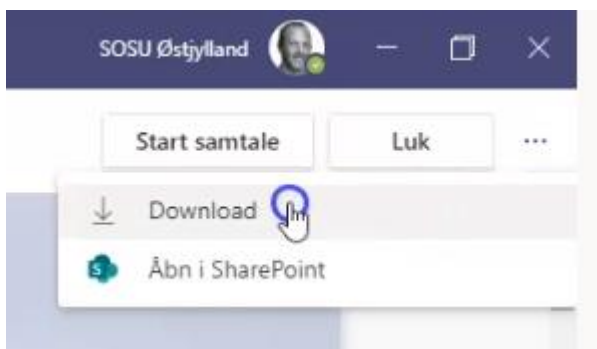 SOSU Østjylland
Start samtale Luk ...
Download
Åbn i SharePoint